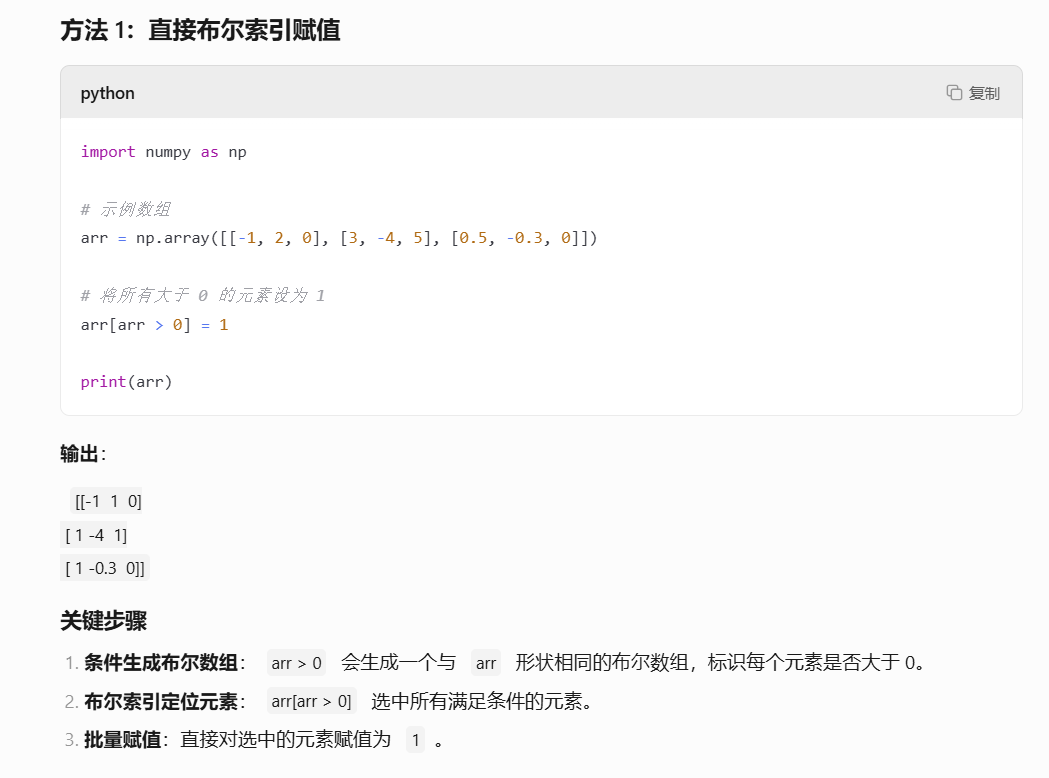 方法 1：直接布尔索引赋值
python
复制
import numpy as np
# 示例数组
arr = np.array([[-1, 2, 0], [3, -4, 5], [0.5, -0.3, 0]])
# 将所有大于 0 的元素设为 1
arr[arr > 0] = 1
print(arr)
输出：
[[-1 1 0]
[ 1 -4 1]
[ 1 -0.3 0]]
关键步骤
1. 条件生成布尔数组： arr > 0 会生成一个与 arr 形状相同的布尔数组，标识每个元素是否大于 0。
2. 布尔索引定位元素： arr[arr > 0] 选中所有满足条件的元素。
3. 批量赋值：直接对选中的元素赋值为 1 。